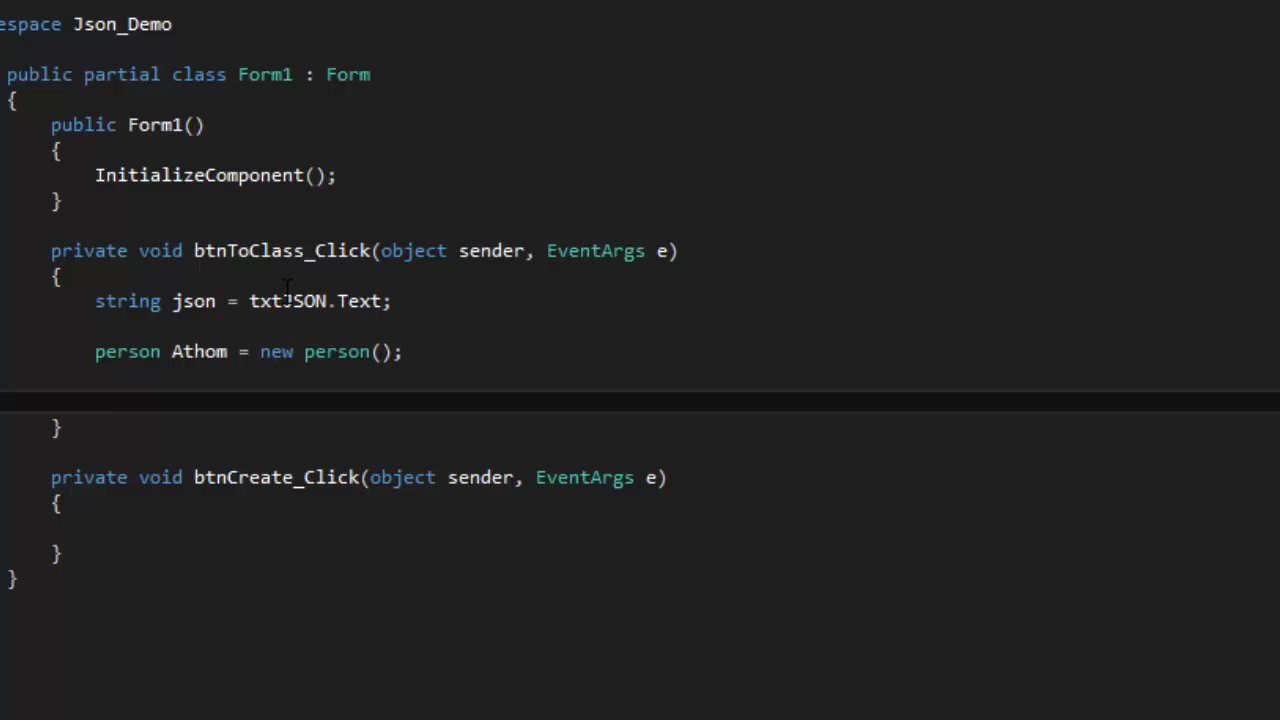 espace Json_Demo
public partial class Form1 : Form
{
public Form1()
{
InitializeComponent();
}
private void btnToClass_Click(object sender, EventArgs e)
{
string json = txtJSON.Text;
person Athom = new person();
}
private void btnCreate_Click(object sender, EventArgs e)
{
}
}